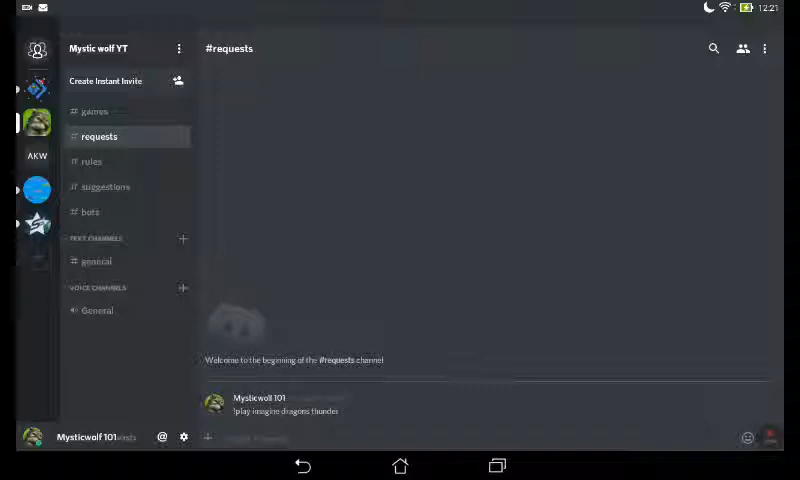 12:21
Mystic wolf YT
#requests
Create Instant Invite
# games
# requests
AKW
# rules
# suggestions
# bots
TEXT CHANNELS
# general
VOICE CHANNELS
General
Welcome to the beginning of the #requests channel
Mysticwolf 101
!play imagine dragons thunder
Mysticwolf 101
@